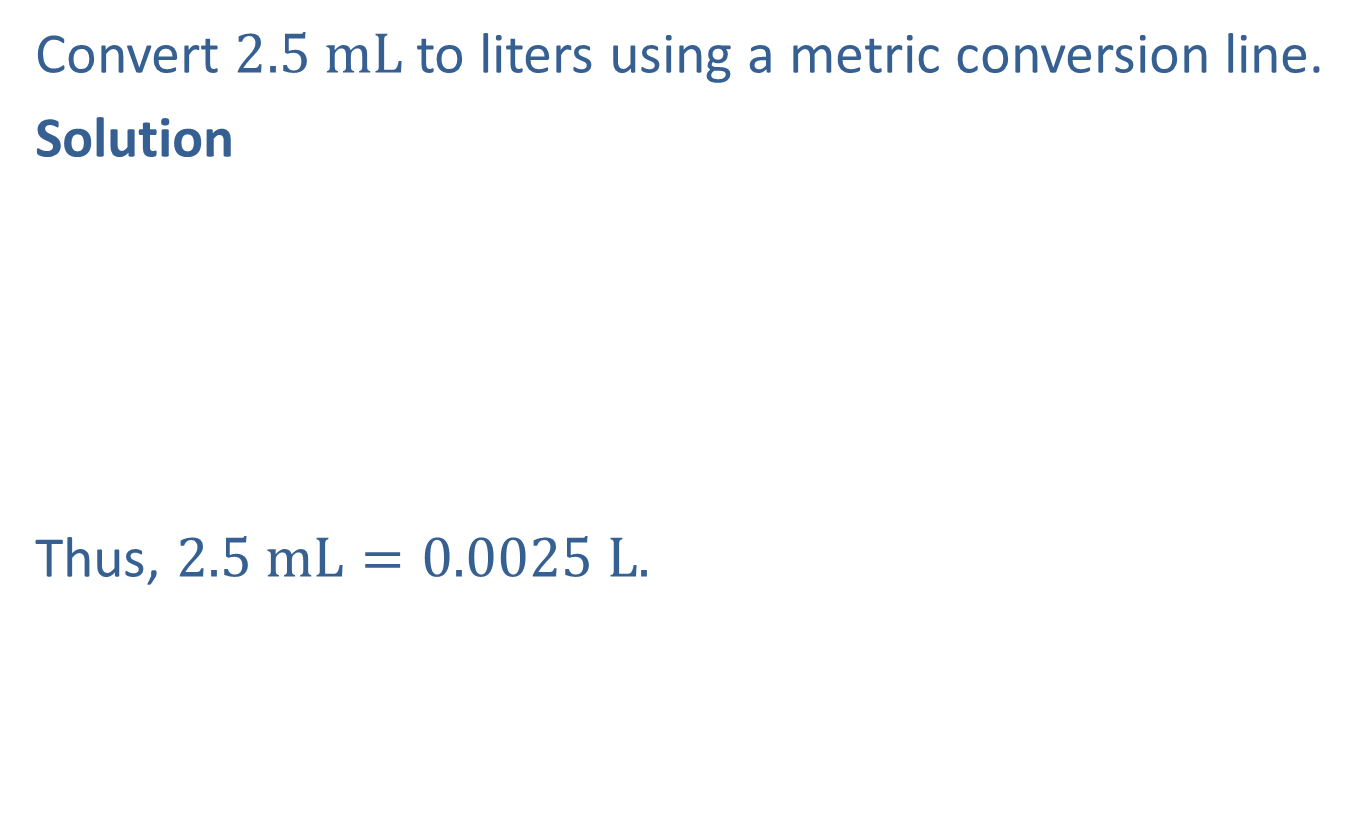 Convert 2.5 mL to liters using a metric conversion line.
Solution
Thus, 2.5 mL = 0.0025 L.